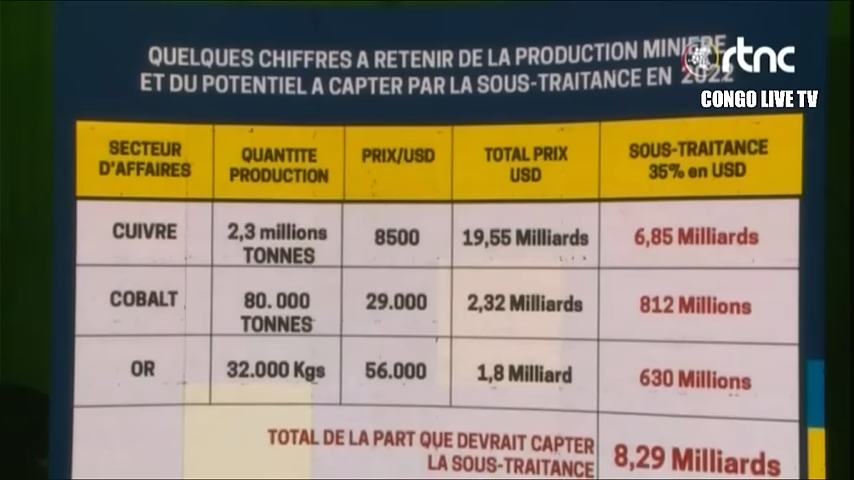 QUELQUES CHIFFRES A RETENIR DE LA PRODUCTION MINIERE
ET DU POTENTIEL A CAPTER PAR LA SOUS-TRAITANCE EN 2022
rtnc
CONGO LIVE TV
SECTEUR
D'AFFAIRES
QUANTITE
PRODUCTION
PRIX/USD
TOTAL PRIX
USD
SOUS-TRAITANCE
35% en USD
CUIVRE
2,3 millions
TONNES
8500
19,55 Milliards
6,85 Milliards
COBALT
80.000
TONNES
29.000
2,32 Milliards
812 Millions
OR
32.000 Kgs
56.000
1,8 Milliard
630 Millions
TOTAL DE LA PART QUE DEVRAIT CAPTER
LA SOUS-TRAITANCE
8,29 Milliards